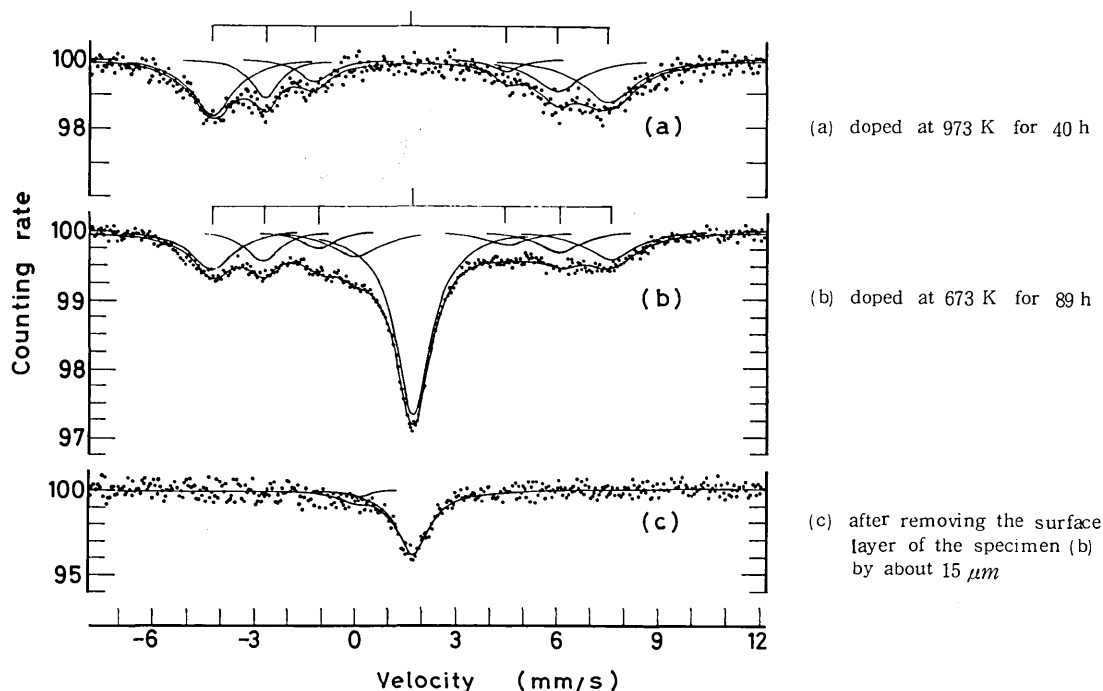 100
98
(a)
(a) doped at 973 K for 40 h
100
99
98
97
(b)
(b) doped at 673 K for 89 h
Counting rate
100
95
(c)
(c) after removing the surface
layer of the specimen (b)
by about 15 μm
-6 -3 0 3 6 9 12
Velocity (mm/s)